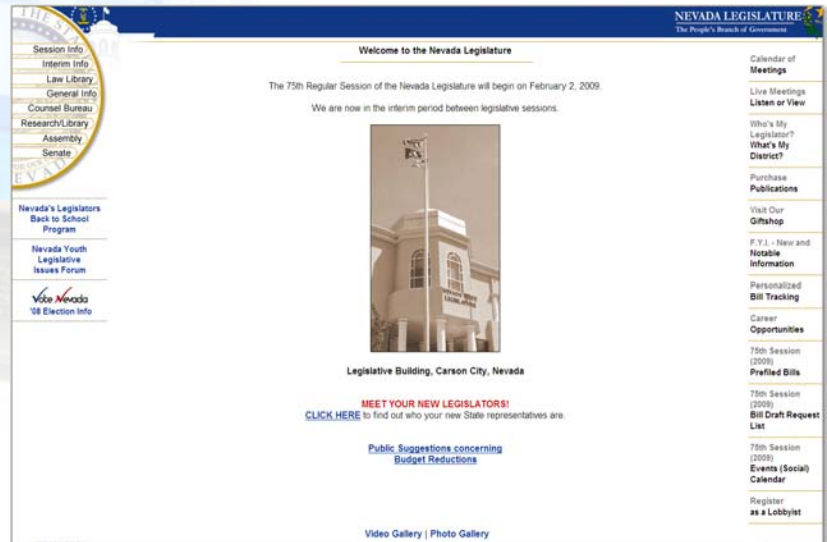 THE STA
NEVADA LEGISLATURE
The People's Branch of Government
Session Info
Interim Info
Law Library
General Info
Counsel Bureau
Research/Library
Assembly
Senate
NEVAD
Nevada's Legislators
Back to School
Program
Nevada Youth
Legislative
Issues Forum
Vote Nevada
'08 Election Info
Welcome to the Nevada Legislature
The 75th Regular Session of the Nevada Legislature will begin on February 2, 2009.
We are now in the interim period between legislative sessions.
Legislative Building, Carson City, Nevada
MEET YOUR NEW LEGISLATORS!
CLICK HERE to find out who your new State representatives are.
Public Suggestions concerning
Budget Reductions
Video Gallery | Photo Gallery
Calendar of
Meetings
Live Meetings
Listen or View
Who's My
Legislator?
What's My
District?
Purchase
Publications
Visit Our
Giftshop
F.Y.I. - New and
Notable
Information
Personalized
Bill Tracking
Career
Opportunities
75th Session
(2009)
Prefiled Bills
75th Session
(2009)
Bill Draft Request
List
75th Session
(2009)
Events (Social)
Calendar
Register
as a Lobbyist